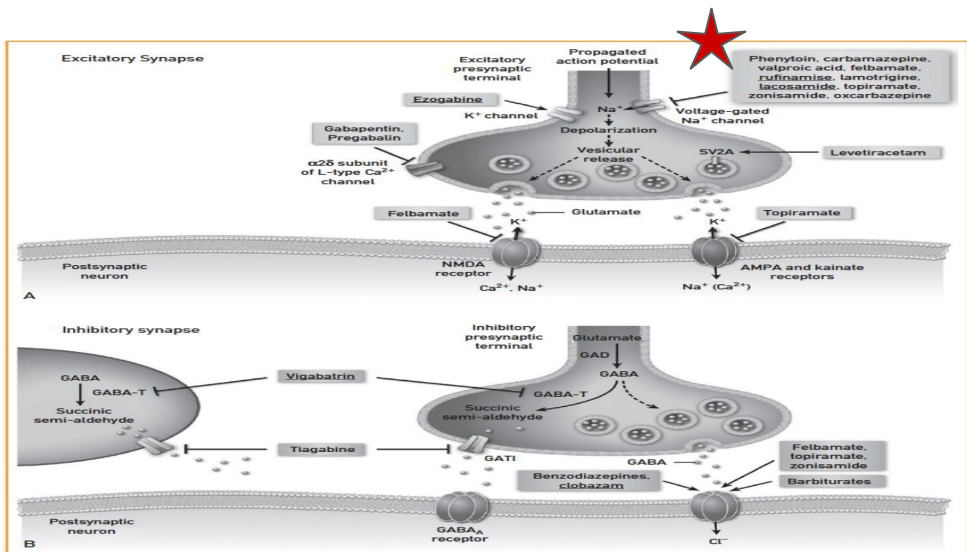 Excitatory Synapse
Excitatory
presynaptic
terminal
Propagated
action potential
Phenytoin, carbamazepine,
valproic acid, felbamate,
rufinamise, lamotrigine,
lacosamide, topiramate,
zonisamide, oxcarbazepine
Ezogabine
K⁺ channel
Na⁺
Voltage-gated
Na⁺ channel
Depolarization
Gabapentin,
Pregabalin
α2δ subunit
of L-type Ca²⁺
channel
Vesicular
release
SV2A
Levetiracetam
Felbamate
Glutamate
Topiramate
K⁺
K⁺
Postsynaptic
neuron
NMDA
receptor
AMPA and kainate
receptors
Ca²⁺, Na⁺
Na⁺ (Ca²⁺)
A
Inhibitory synapse
Inhibitory
presynaptic
terminal
Glutamate
GAD
GABA
GABA
GABA-T
Succinic
semi-aldehyde
Vigabatrin
GABA-T
Succinic
semi-aldehyde
Tiagabine
GATI
GABA
Felbamate,
topiramate,
zonisamide
Benzodiazepines,
clobazam
Barbiturates
Postsynaptic
neuron
GABAA
receptor
Cl⁻
B